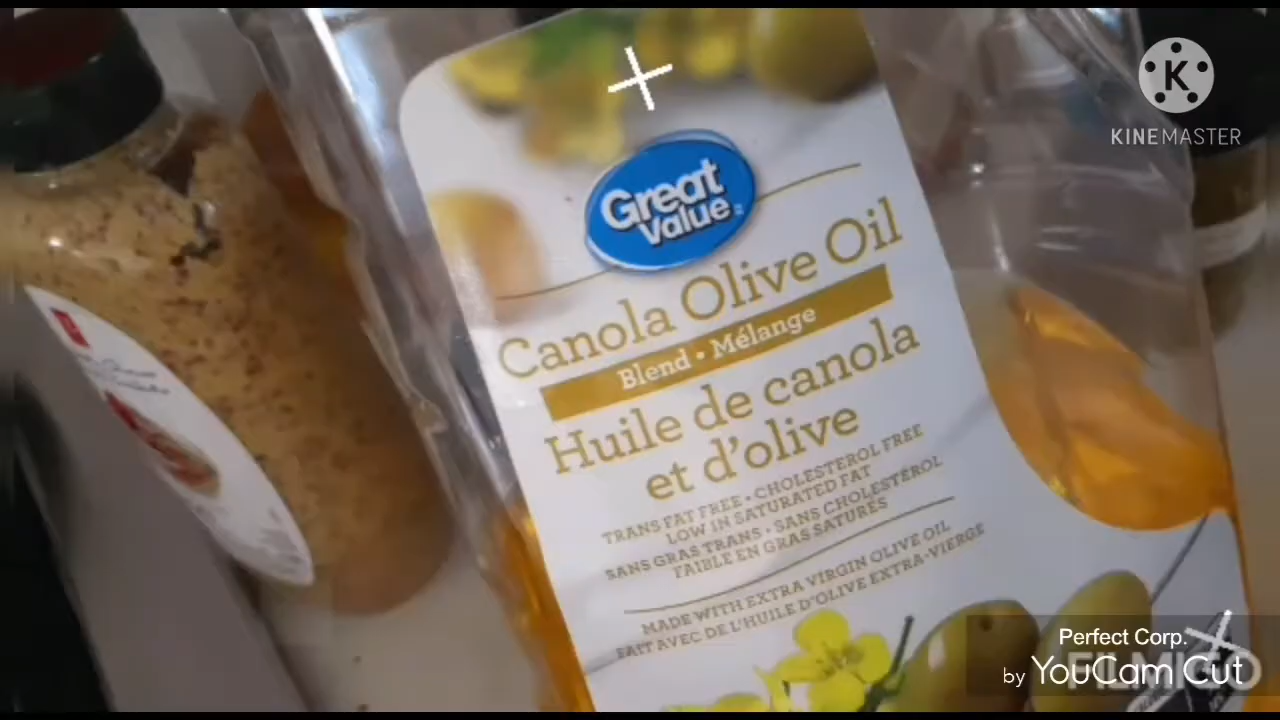 K
KINEMASTER
Great
Value
Canola Olive Oil
Blend • Mélange
Huile de canola
et d'olive
TRANS FAT FREE • CHOLESTEROL FREE
LOW IN SATURATED FAT
SANS GRAS TRANS • SANS CHOLESTÉROL
FAIBLE EN GRAS SATURÉS
MADE WITH EXTRA VIRGIN OLIVE OIL
FAIT AVEC DE L'HUILE D'OLIVE EXTRA-VIERGE
Perfect Corp.
by YouCam Cut
FILMIGO